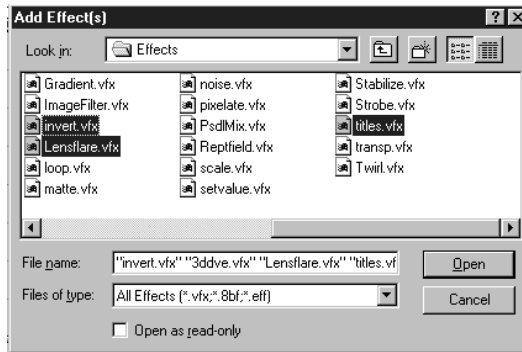 Add Effect(s)
Look in: Effects
Gradient.vfx
ImageFilter.vfx
invert.vfx
Lensflare.vfx
loop.vfx
matte.vfx
noise.vfx
pixelate.vfx
PsdlMix.vfx
Reptfield.vfx
scale.vfx
setvalue.vfx
Stabilize.vfx
Strobe.vfx
titles.vfx
transp.vfx
Twirl.vfx
File name: "invert.vfx" "3ddve.vfx" "Lensflare.vfx" "titles.vf
Open
Files of type: All Effects (*.vfx;*.8bf;*.eff)
Cancel
Open as read-only